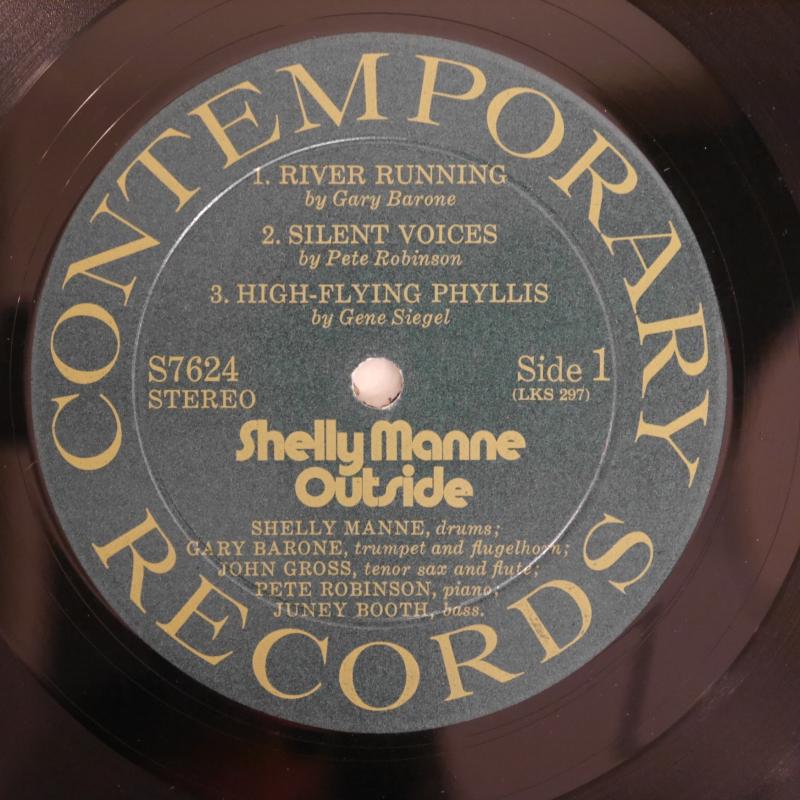 CONTEMPORARY
1. RIVER RUNNING
by Gary Barone
2. SILENT VOICES
by Pete Robinson
3. HIGH-FLYING PHYLLIS
by Gene Siegel
S7624
STEREO
Side 1
(LKS 297)
Shelly Manne
Outside
SHELLY MANNE, drums;
GARY BARONE, trumpet and flugelhorn;
JOHN GROSS, tenor sax and flute;
PETE ROBINSON, piano;
JUNEY BOOTH, bass.
RECORDS